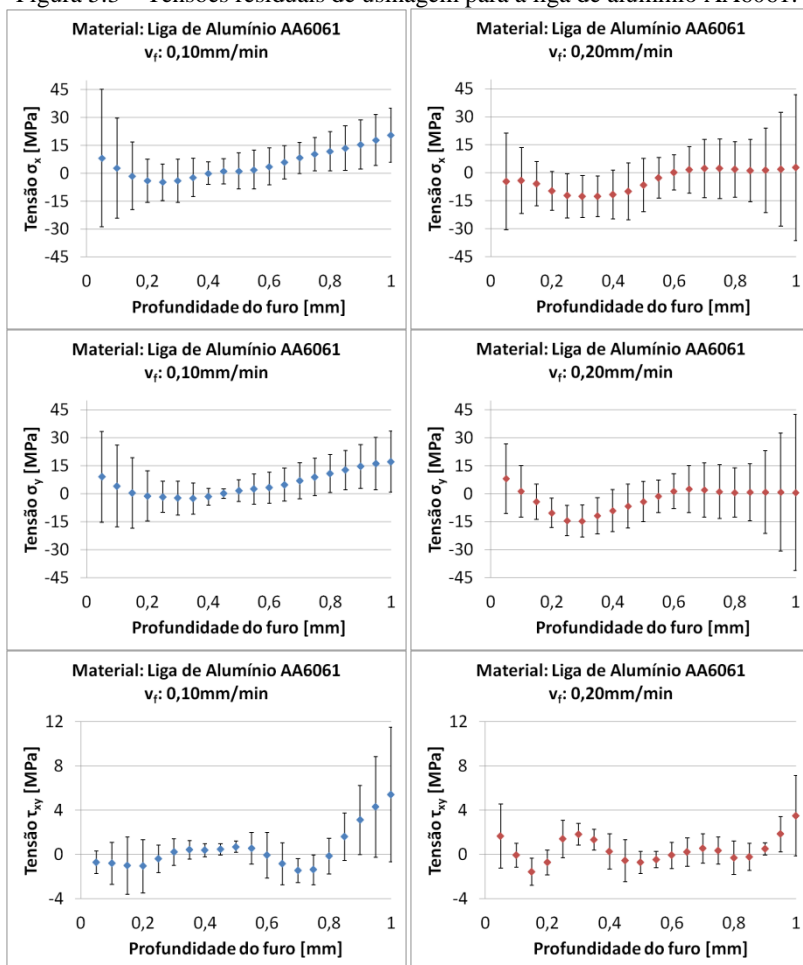 Figura 5.5 – Tensões residuais de usinagem para a liga de alumínio AA6061.
Material: Liga de Alumínio AA6061
vf: 0,10mm/min
45
30
15
0
-15
-30
-45
Tensão σx [MPa]
0 0,2 0,4 0,6 0,8 1
Profundidade do furo [mm]
Material: Liga de Alumínio AA6061
vf: 0,20mm/min
45
30
15
0
-15
-30
-45
Tensão σx [MPa]
0 0,2 0,4 0,6 0,8 1
Profundidade do furo [mm]
Material: Liga de Alumínio AA6061
vf: 0,10mm/min
45
30
15
0
-15
-30
-45
Tensão σy [MPa]
0 0,2 0,4 0,6 0,8 1
Profundidade do furo [mm]
Material: Liga de Alumínio AA6061
vf: 0,20mm/min
45
30
15
0
-15
-30
-45
Tensão σy [MPa]
0 0,2 0,4 0,6 0,8 1
Profundidade do furo [mm]
Material: Liga de Alumínio AA6061
vf: 0,10mm/min
12
8
4
0
-4
Tensão τxy [MPa]
0 0,2 0,4 0,6 0,8 1
Profundidade do furo [mm]
Material: Liga de Alumínio AA6061
vf: 0,20mm/min
12
8
4
0
-4
Tensão τxy [MPa]
0 0,2 0,4 0,6 0,8 1
Profundidade do furo [mm]